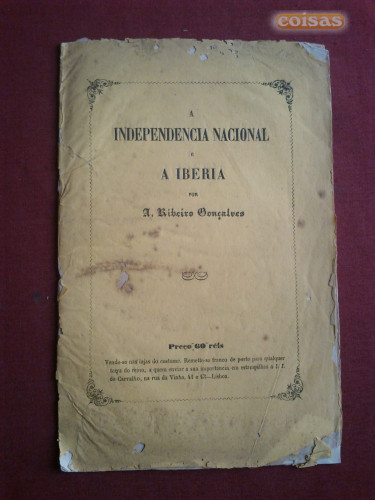 coisas
A
INDEPENDENCIA NACIONAL
E
A IBERIA
POR
A. Ribeiro Gonçalves
Preço 60 réis
Vende-se nas lojas do costume. Remette-se franco de porte para qualquer
terra do reino, a quem enviar a sua importancia em estampilhas a J. J.
de Carvalho, na rua da Vinha, 41 e 43—Lisboa.